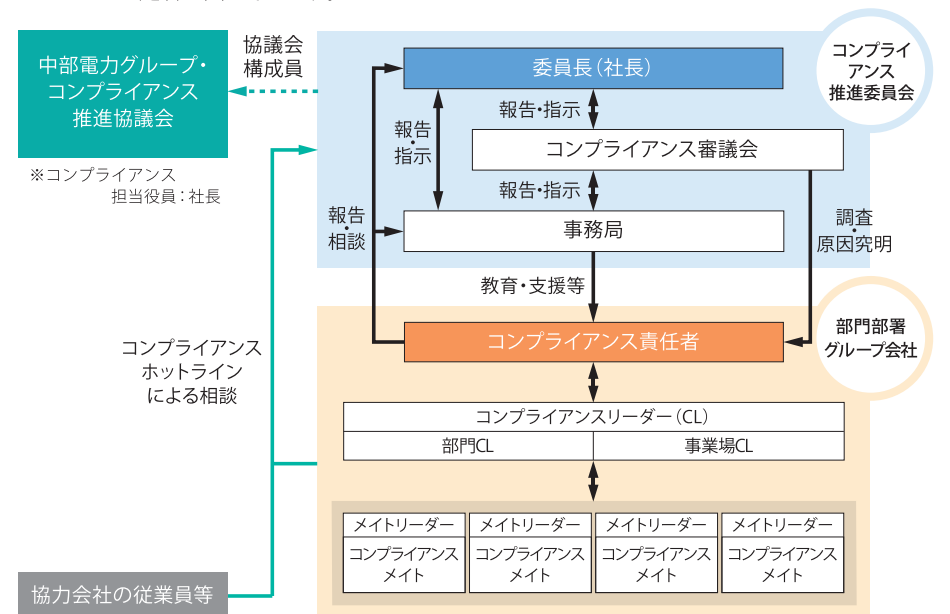 中部電力グループ・
コンプライアンス
推進協議会
※コンプライアンス
担当役員：社長
協議会
構成員
コンプライ
アンス
推進委員会
委員長（社長）
報告・指示
報告
・
指示
コンプライアンス審議会
報告・指示
報告
・
相談
事務局
調査
・
原因究明
教育・支援等
部門部署
グループ会社
コンプライアンス責任者
コンプライアンス
ホットライン
による相談
コンプライアンスリーダー（CL）
部門CL
事業場CL
メイトリーダー
コンプライアンス
メイト
メイトリーダー
コンプライアンス
メイト
メイトリーダー
コンプライアンス
メイト
メイトリーダー
コンプライアンス
メイト
協力会社の従業員等